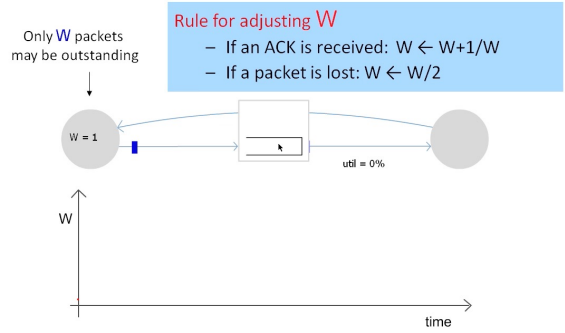 Only W packets
may be outstanding
Rule for adjusting W
– If an ACK is received: W ← W+1/W
– If a packet is lost: W ← W/2
W = 1
util = 0%
W
time